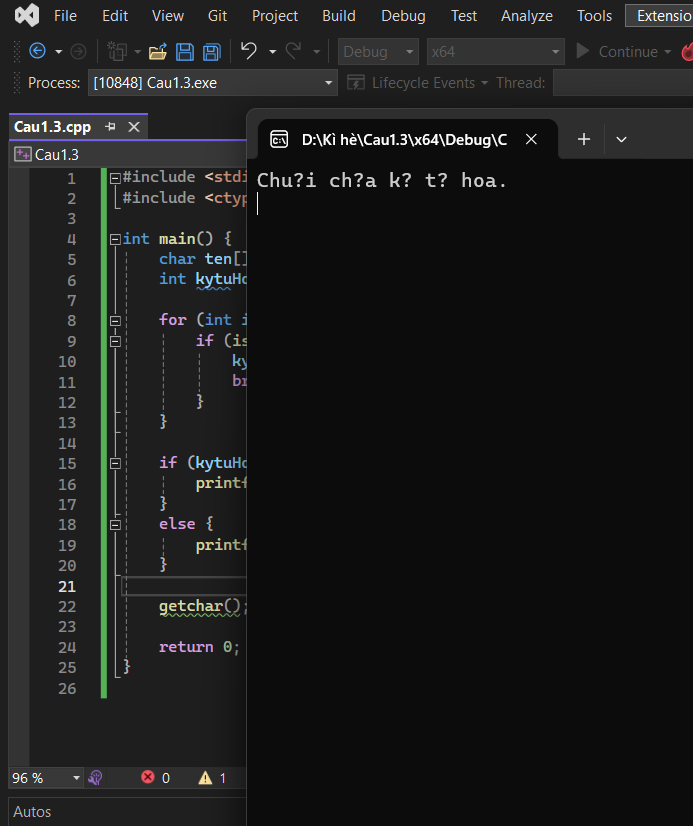 File Edit View Git Project Build Debug Test Analyze Tools Extensio
Debug x64 Continue
Process: [10848] Cau1.3.exe Lifecycle Events Thread:
Cau1.3.cpp
D:\Kì hè\Cau1.3\x64\Debug\C
Cau1.3
Chu?i ch?a k? t? hoa.
1 #include <stdi
2 #include <ctyp
3
4 int main() {
5 char ten[]
6 int kytuHo
7
8 for (int i
9 if (is
10 ky
11 br
12 }
13 }
14
15 if (kytuHo
16 printf
17 }
18 else {
19 printf
20 }
21
22 getchar();
23
24 return 0;
25 }
26
96 % 0 1
Autos